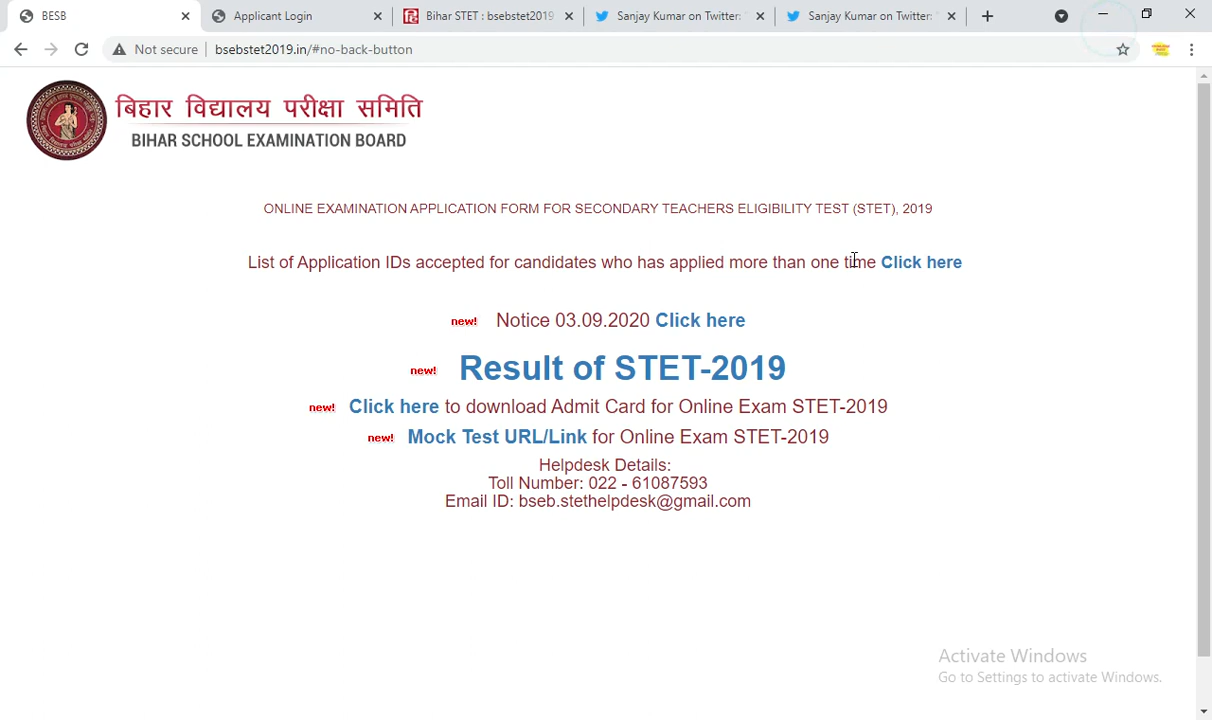 BESB
Applicant Login
Bihar STET : bsebstet2019
Sanjay Kumar on Twitter: "
Sanjay Kumar on Twitter: "
Not secure | bsebstet2019.in/#no-back-button
बिहार विद्यालय परीक्षा समिति
BIHAR SCHOOL EXAMINATION BOARD
ONLINE EXAMINATION APPLICATION FORM FOR SECONDARY TEACHERS ELIGIBILITY TEST (STET), 2019
List of Application IDs accepted for candidates who has applied more than one time Click here
new! Notice 03.09.2020 Click here
new! Result of STET-2019
new! Click here to download Admit Card for Online Exam STET-2019
new! Mock Test URL/Link for Online Exam STET-2019
Helpdesk Details:
Toll Number: 022 - 61087593
Email ID: bseb.stethelpdesk@gmail.com
Activate Windows
Go to Settings to activate Windows.